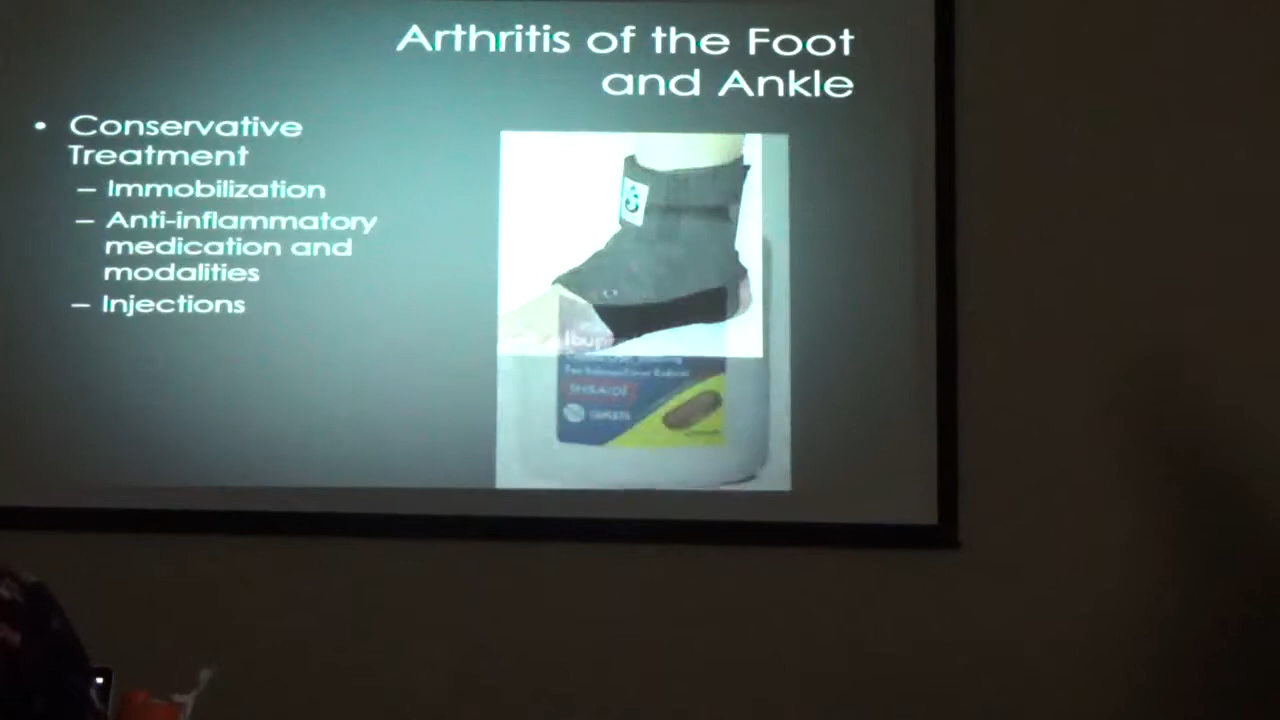 Arthritis of the Foot
and Ankle
• Conservative
Treatment
– Immobilization
– Anti-inflammatory
medication and
modalities
– Injections